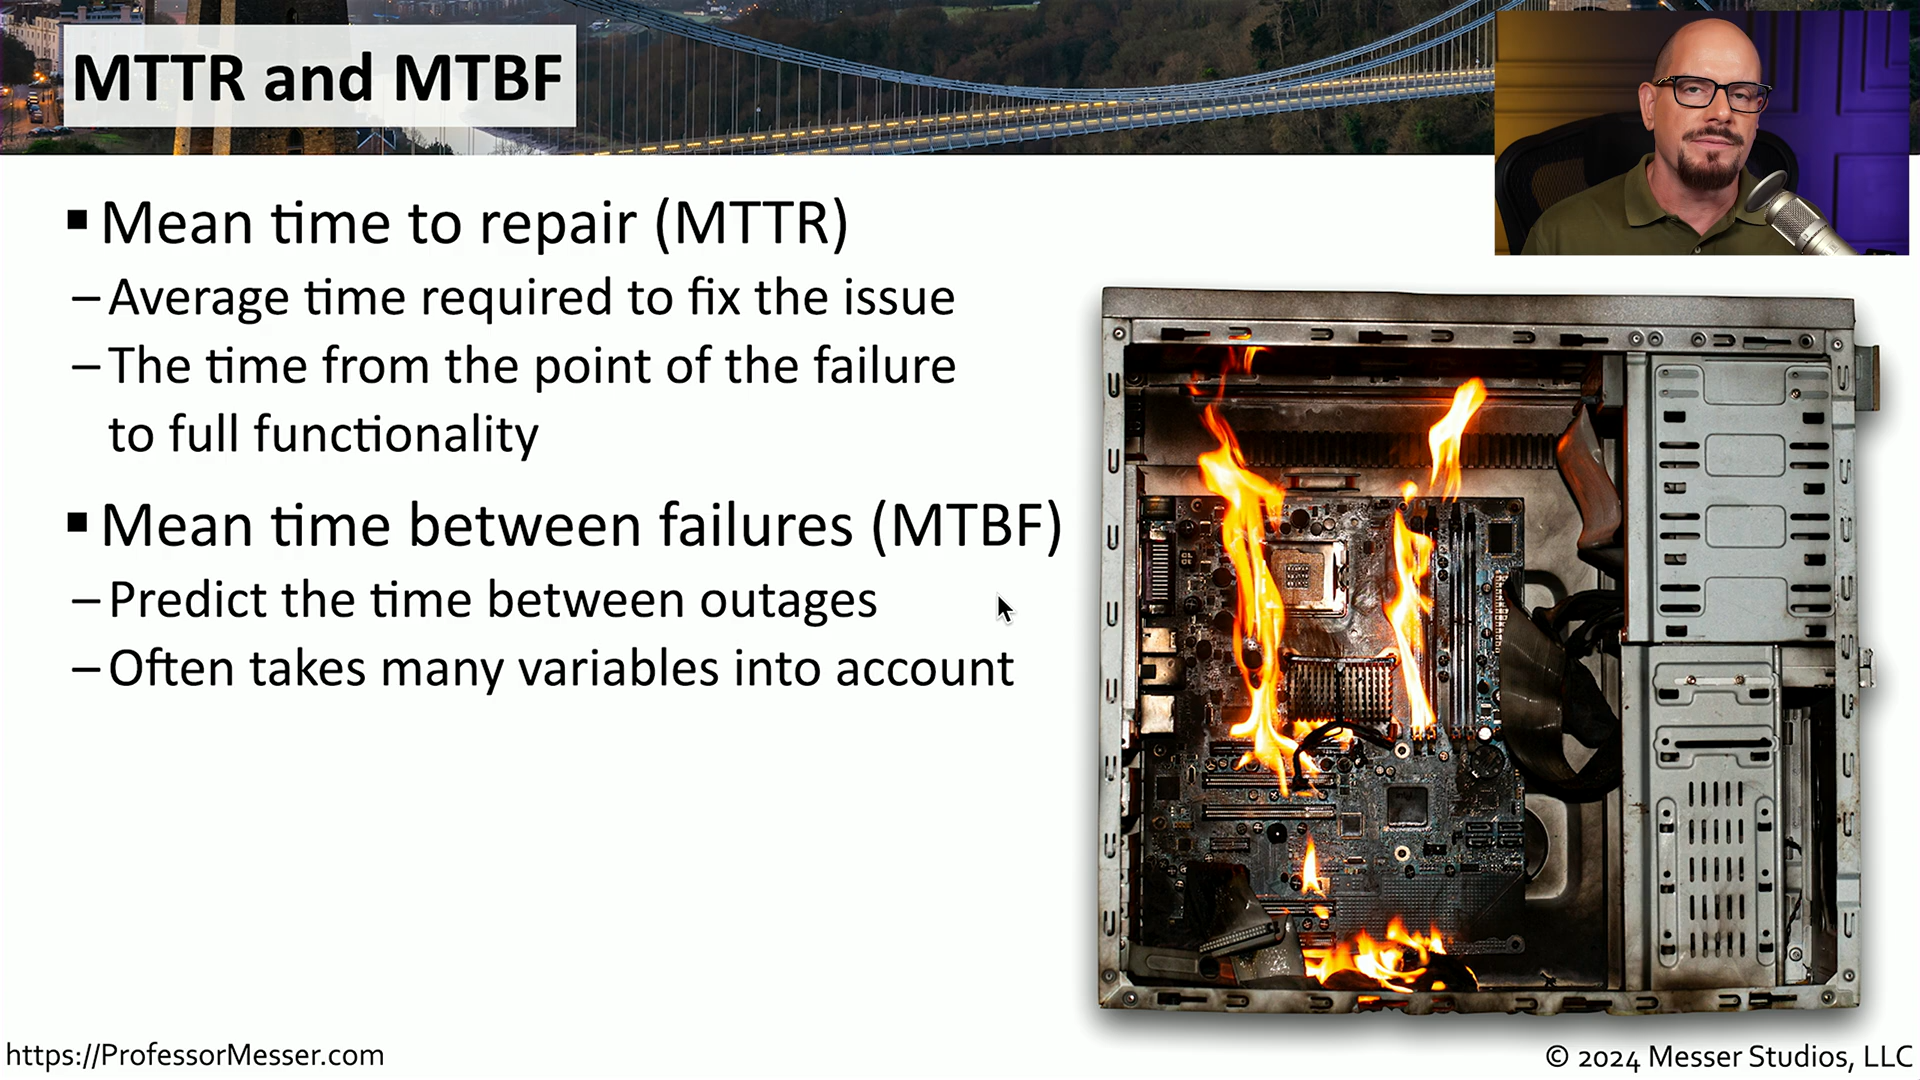 MTTR and MTBF
▪ Mean time to repair (MTTR)
– Average time required to fix the issue
– The time from the point of the failure
to full functionality
▪ Mean time between failures (MTBF)
– Predict the time between outages
– Often takes many variables into account
https://ProfessorMesser.com
© 2024 Messer Studios, LLC